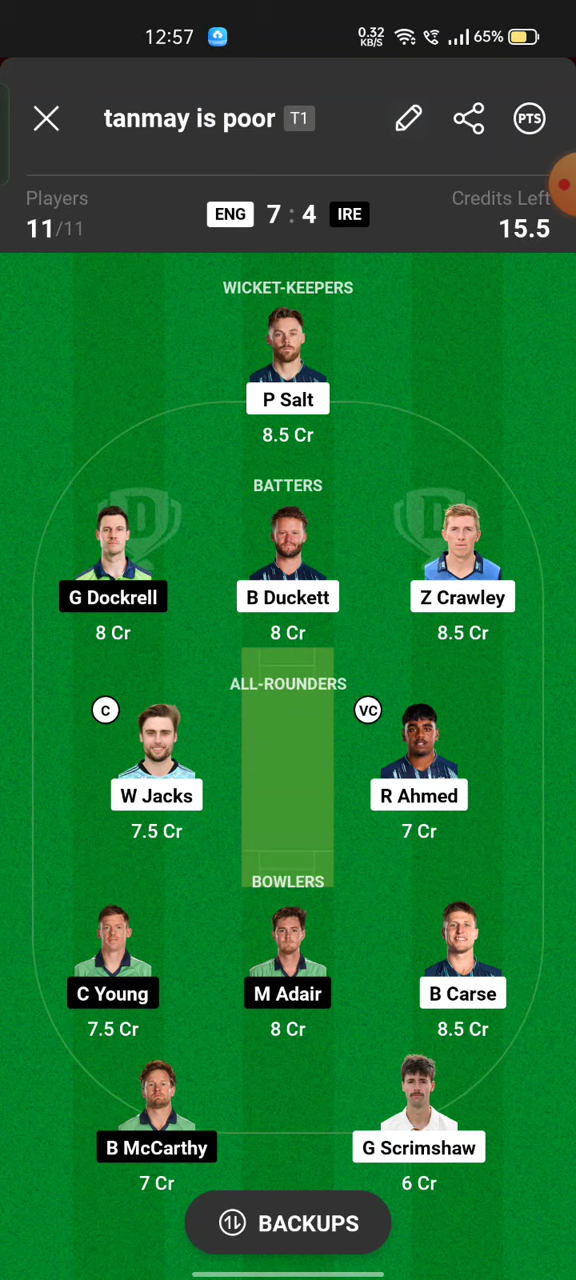 12:57 0.32 KB/S 65%
tanmay is poor T1 PTS
Players Credits Left
11/11 ENG 7 : 4 IRE 15.5
WICKET-KEEPERS
P Salt
8.5 Cr
BATTERS
G Dockrell B Duckett Z Crawley
8 Cr 8 Cr 8.5 Cr
ALL-ROUNDERS
C VC
W Jacks R Ahmed
7.5 Cr 7 Cr
BOWLERS
C Young M Adair B Carse
7.5 Cr 8 Cr 8.5 Cr
B McCarthy G Scrimshaw
7 Cr 6 Cr
BACKUPS